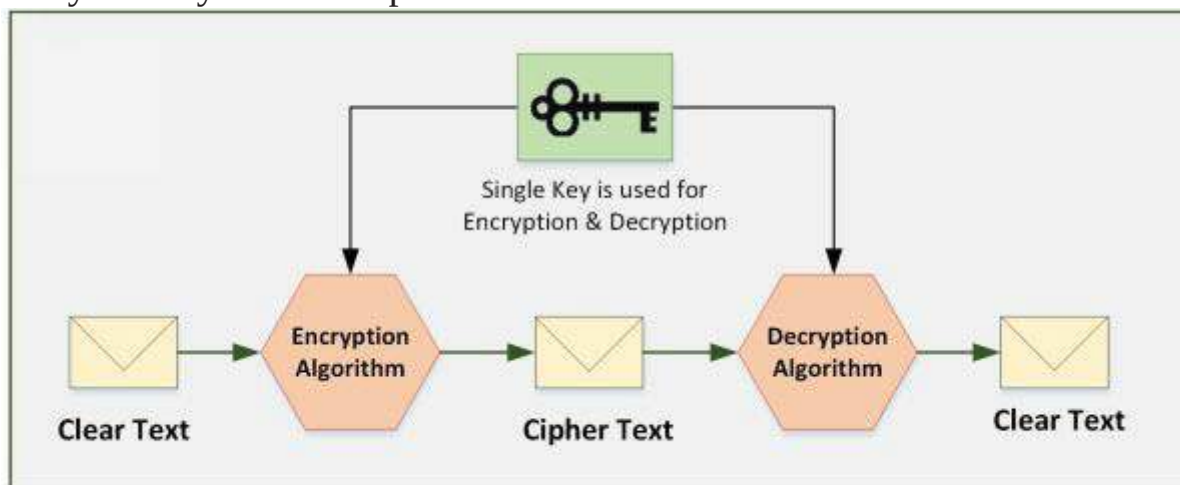 Single Key is used for
Encryption & Decryption
Encryption
Algorithm
Decryption
Algorithm
Clear Text
Cipher Text
Clear Text